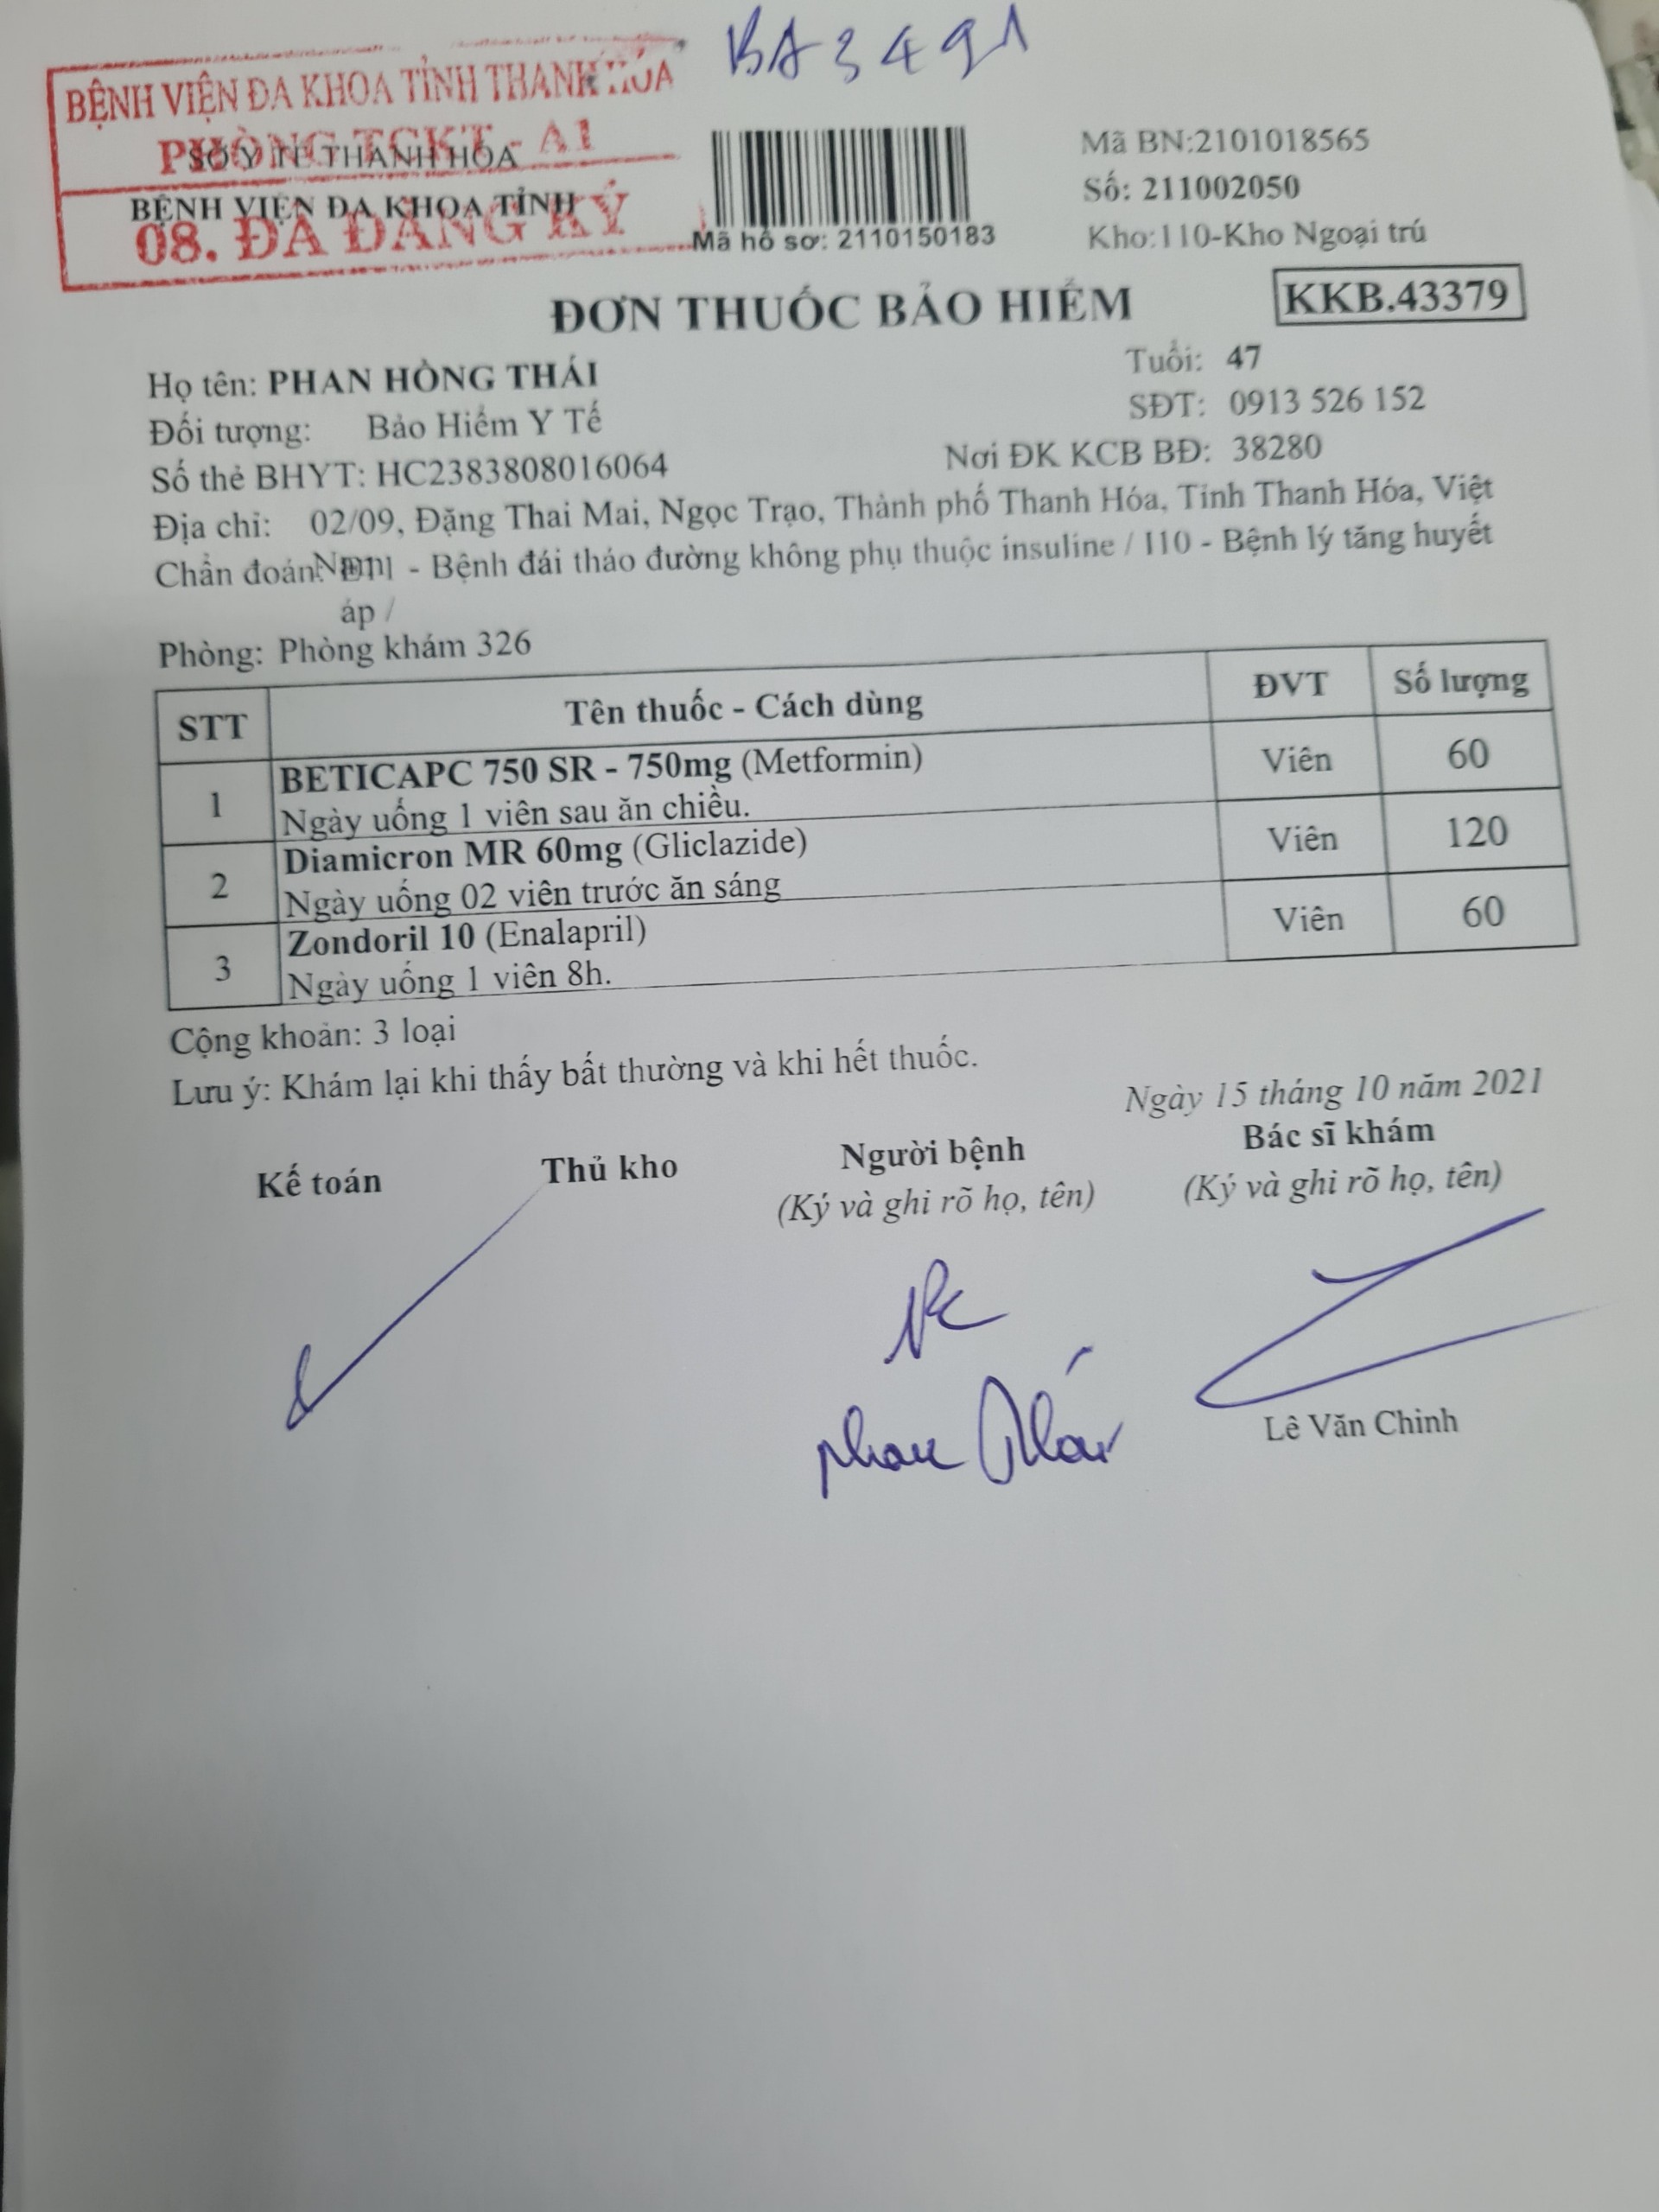 BA 3491
BỆNH VIỆN ĐA KHOA TỈNH THANH HÓA
PHÒNG TCKT - A1
08. ĐÃ ĐĂNG KÝ
SỞ Y TẾ THANH HÓA
BỆNH VIỆN ĐA KHOA TỈNH
Mã hồ sơ: 2110150183
Mã BN:2101018565
Số: 211002050
Kho:110-Kho Ngoại trú
ĐƠN THUỐC BẢO HIỂM
KKB.43379
Họ tên: PHAN HỒNG THÁI Tuổi: 47
Đối tượng: Bảo Hiểm Y Tế SĐT: 0913 526 152
Số thẻ BHYT: HC2383808016064 Nơi ĐK KCB BĐ: 38280
Địa chỉ: 02/09, Đặng Thai Mai, Ngọc Trạo, Thành phố Thanh Hóa, Tỉnh Thanh Hóa, Việt
Nam
Chẩn đoán: E11 - Bệnh đái tháo đường không phụ thuộc insuline / I10 - Bệnh lý tăng huyết
áp /
Phòng: Phòng khám 326
STT Tên thuốc - Cách dùng ĐVT Số lượng
1 BETICAPC 750 SR - 750mg (Metformin) Viên 60
Ngày uống 1 viên sau ăn chiều.
2 Diamicron MR 60mg (Gliclazide) Viên 120
Ngày uống 02 viên trước ăn sáng
3 Zondoril 10 (Enalapril) Viên 60
Ngày uống 1 viên 8h.
Cộng khoản: 3 loại
Lưu ý: Khám lại khi thấy bất thường và khi hết thuốc.
Ngày 15 tháng 10 năm 2021
Kế toán Thủ kho Người bệnh Bác sĩ khám
(Ký và ghi rõ họ, tên) (Ký và ghi rõ họ, tên)
Phan Thái
Lê Văn Chinh